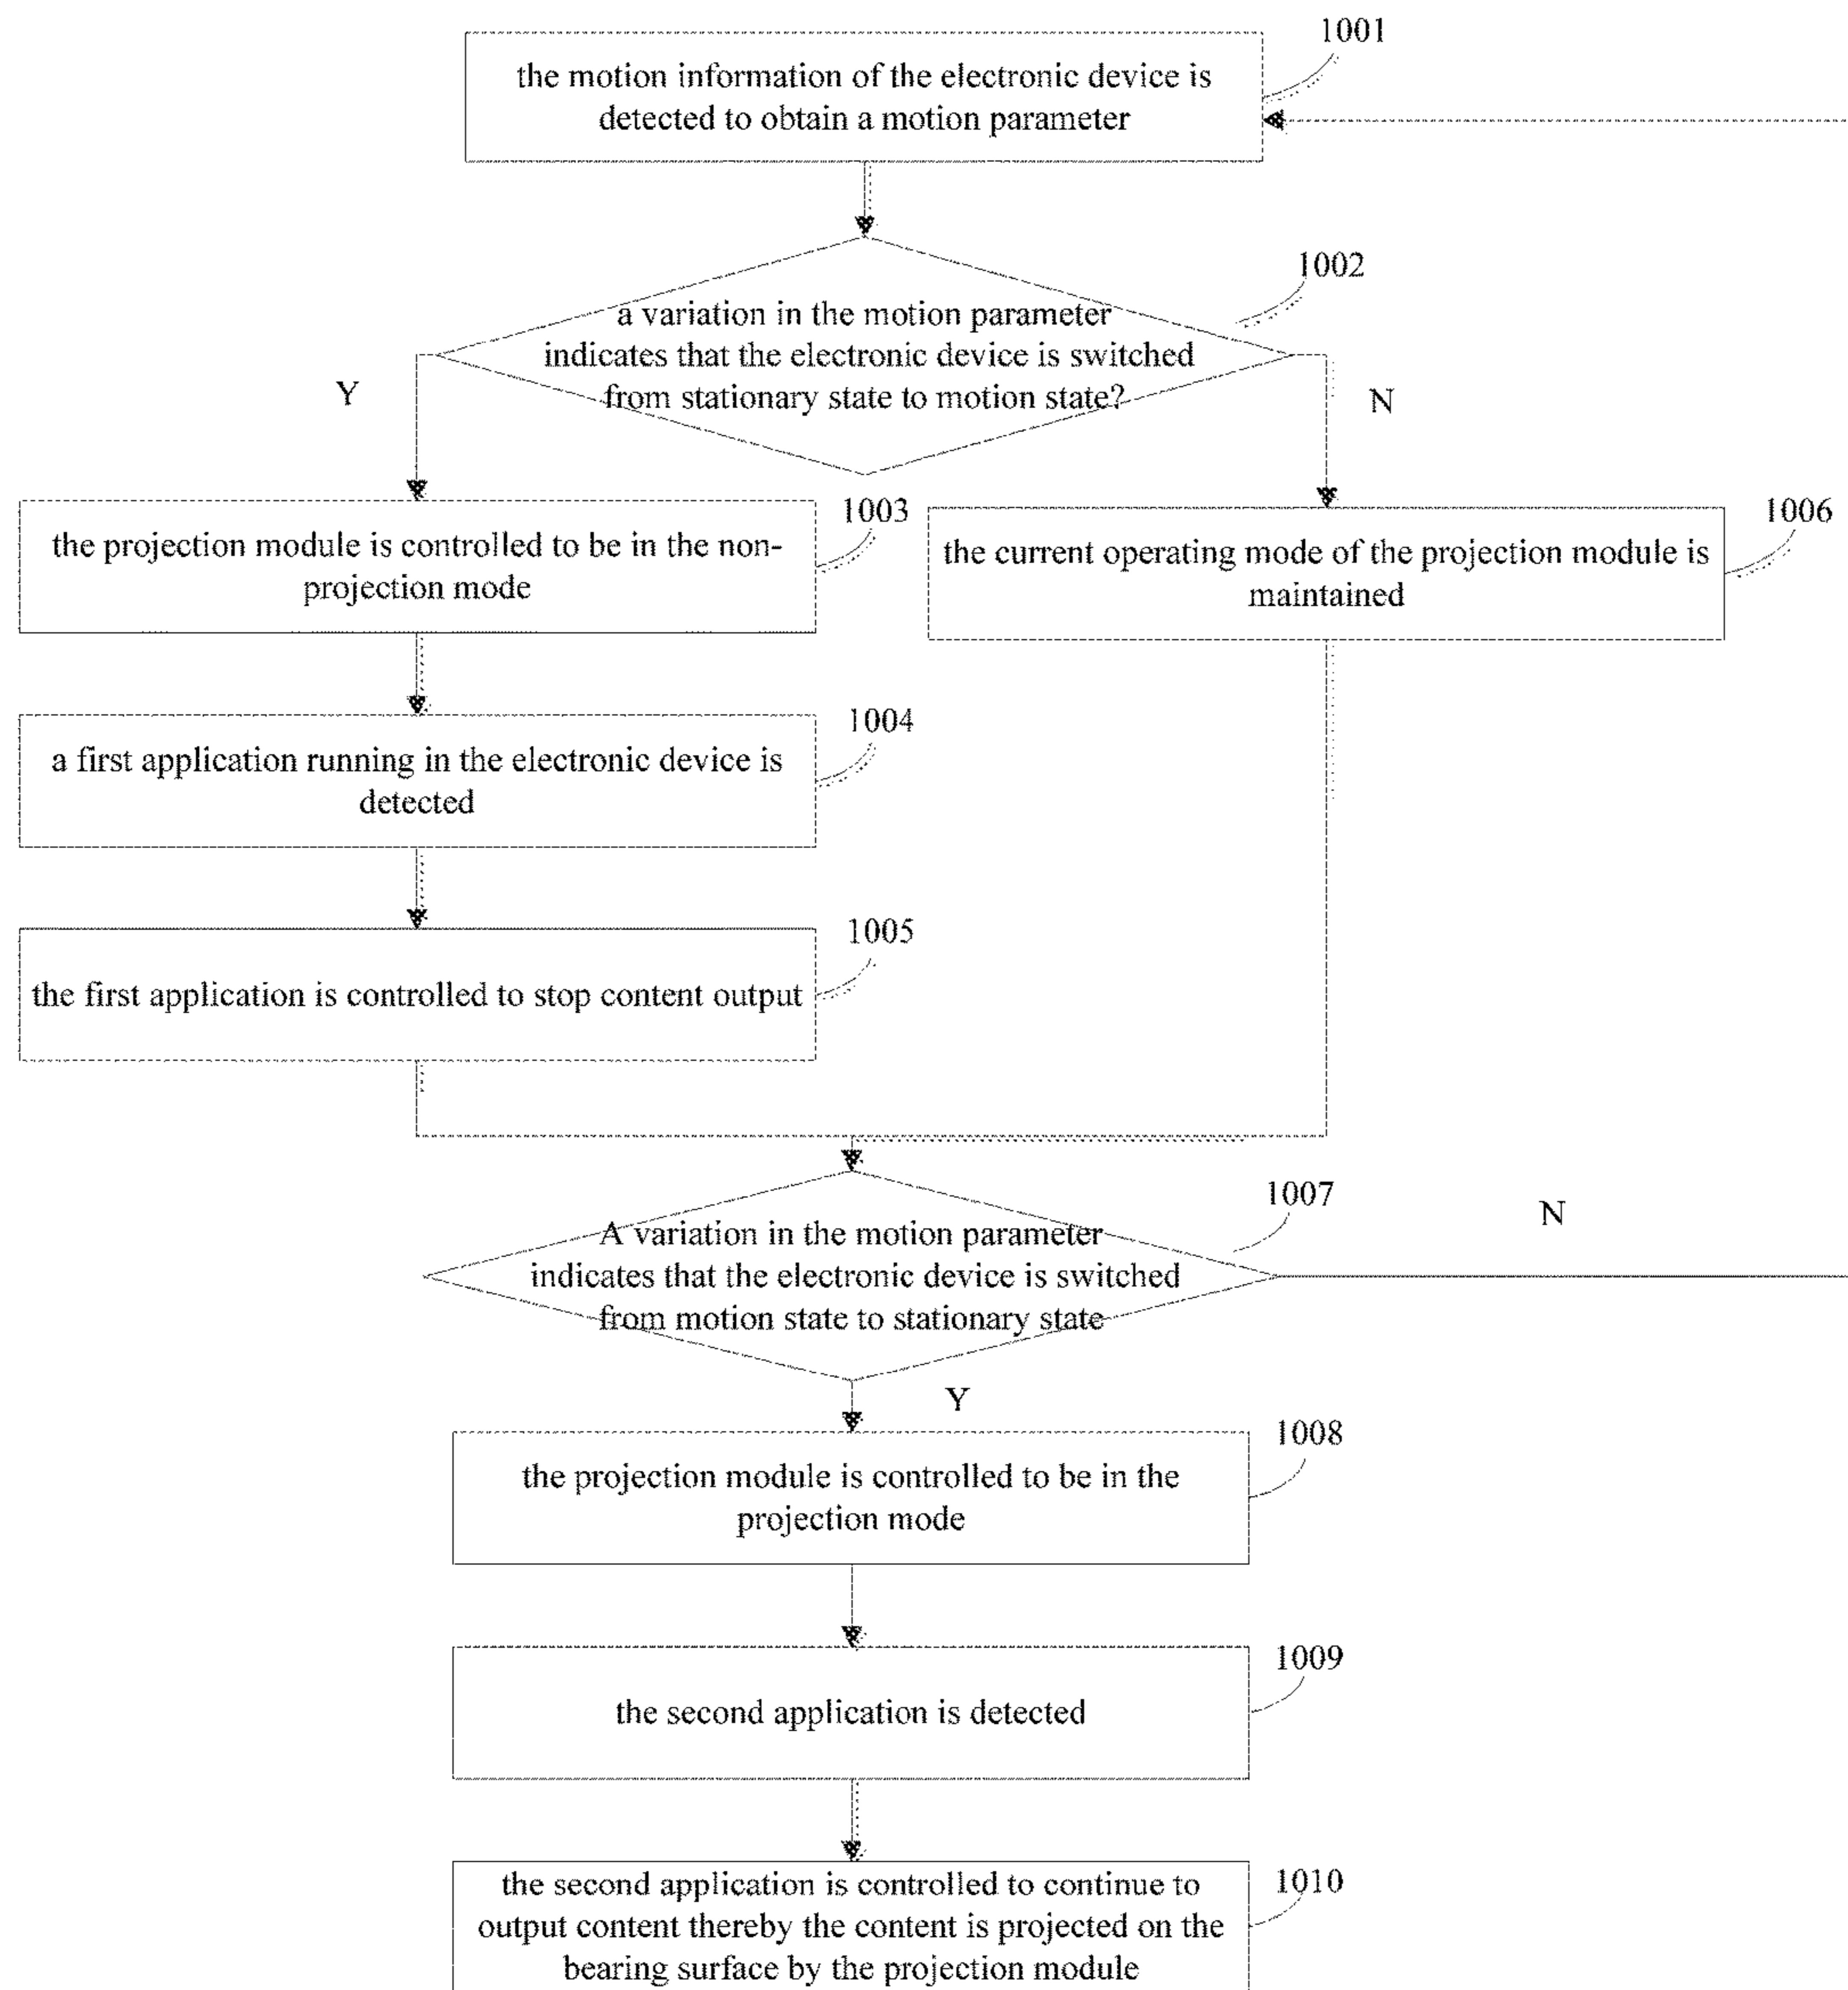 1001
the motion information of the electronic device is
detected to obtain a motion parameter
1002
a variation in the motion parameter
indicates that the electronic device is switched
from stationary state to motion state?
Y
N
1003
the projection module is controlled to be in the non-
projection mode
1006
the current operating mode of the projection module is
maintained
1004
a first application running in the electronic device is
detected
1005
the first application is controlled to stop content output
1007
N
A variation in the motion parameter
indicates that the electronic device is switched
from motion state to stationary state
Y
1008
the projection module is controlled to be in the
projection mode
1009
the second application is detected
1010
the second application is controlled to continue to
output content thereby the content is projected on the
bearing surface by the projection module